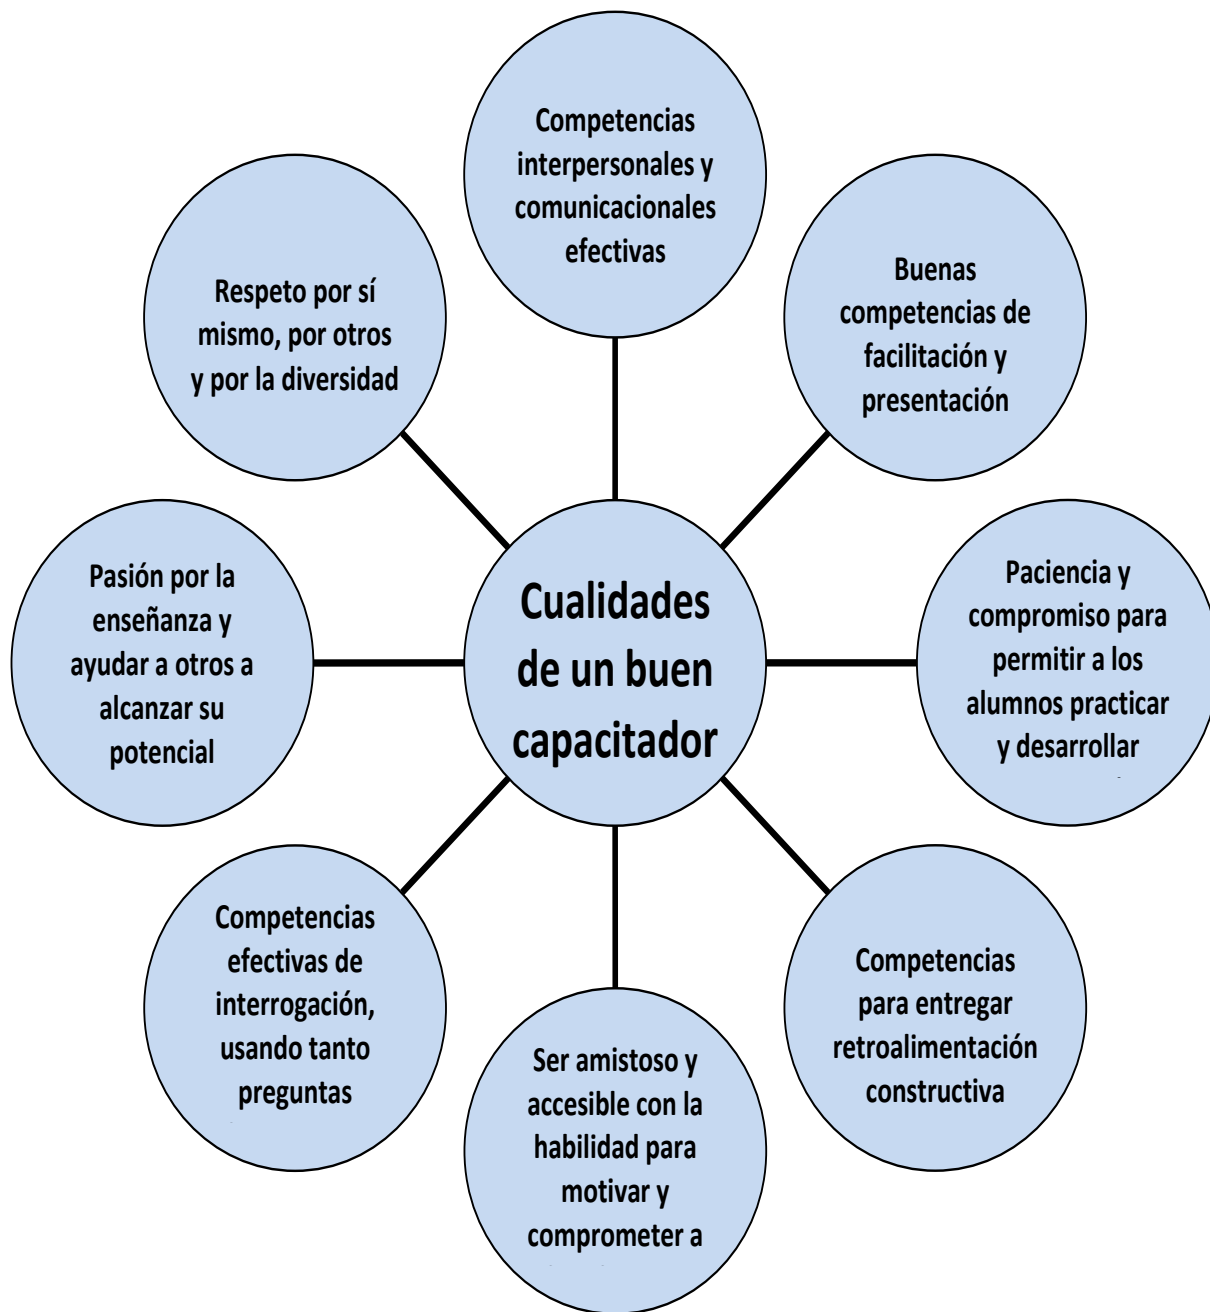 Competencias
interpersonales y
comunicacionales
efectivas
Buenas
competencias de
facilitación y
presentación
Paciencia y
compromiso para
permitir a los
alumnos practicar
y desarrollar
Competencias
para entregar
retroalimentación
constructiva
Ser amistoso y
accesible con la
habilidad para
motivar y
comprometer a
Competencias
efectivas de
interrogación,
usando tanto
preguntas
Pasión por la
enseñanza y
ayudar a otros a
alcanzar su
potencial
Respeto por sí
mismo, por otros
y por la diversidad
Cualidades
de un buen
capacitador